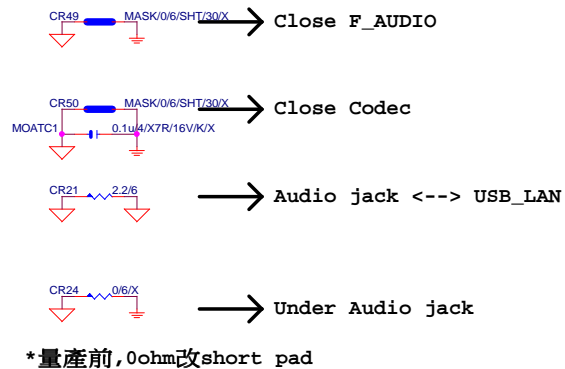 CR49 MASK/0/6/SHT/30/X Close F_AUDIO
CR50 MASK/0/6/SHT/30/X Close Codec
MOATC1 0.1u/4/X7R/16V/K/X
CR21 2.2/6 Audio jack <--> USB_LAN
CR24 0/6/X Under Audio jack
*量產前,0ohm改short pad